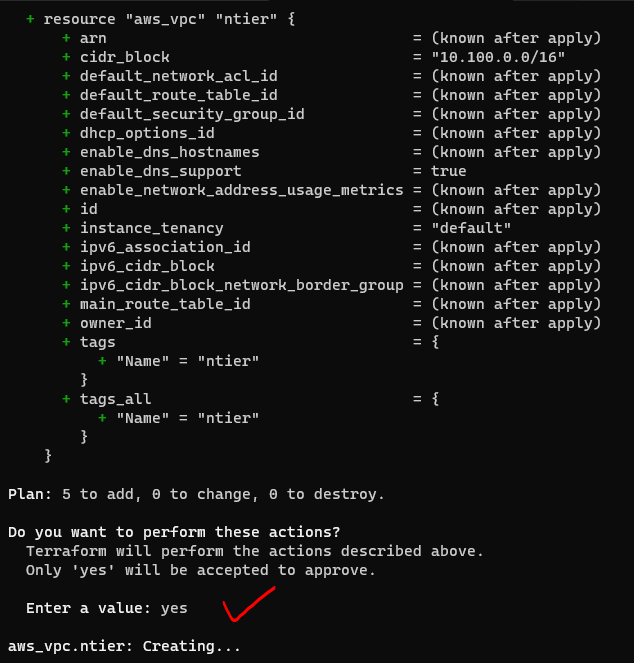 + resource "aws_vpc" "ntier" {
+ arn = (known after apply)
+ cidr_block = "10.100.0.0/16"
+ default_network_acl_id = (known after apply)
+ default_route_table_id = (known after apply)
+ default_security_group_id = (known after apply)
+ dhcp_options_id = (known after apply)
+ enable_dns_hostnames = (known after apply)
+ enable_dns_support = true
+ enable_network_address_usage_metrics = (known after apply)
+ id = (known after apply)
+ instance_tenancy = "default"
+ ipv6_association_id = (known after apply)
+ ipv6_cidr_block = (known after apply)
+ ipv6_cidr_block_network_border_group = (known after apply)
+ main_route_table_id = (known after apply)
+ owner_id = (known after apply)
+ tags = {
+ "Name" = "ntier"
}
+ tags_all = {
+ "Name" = "ntier"
}
}
Plan: 5 to add, 0 to change, 0 to destroy.
Do you want to perform these actions?
Terraform will perform the actions described above.
Only 'yes' will be accepted to approve.
Enter a value: yes
aws_vpc.ntier: Creating...